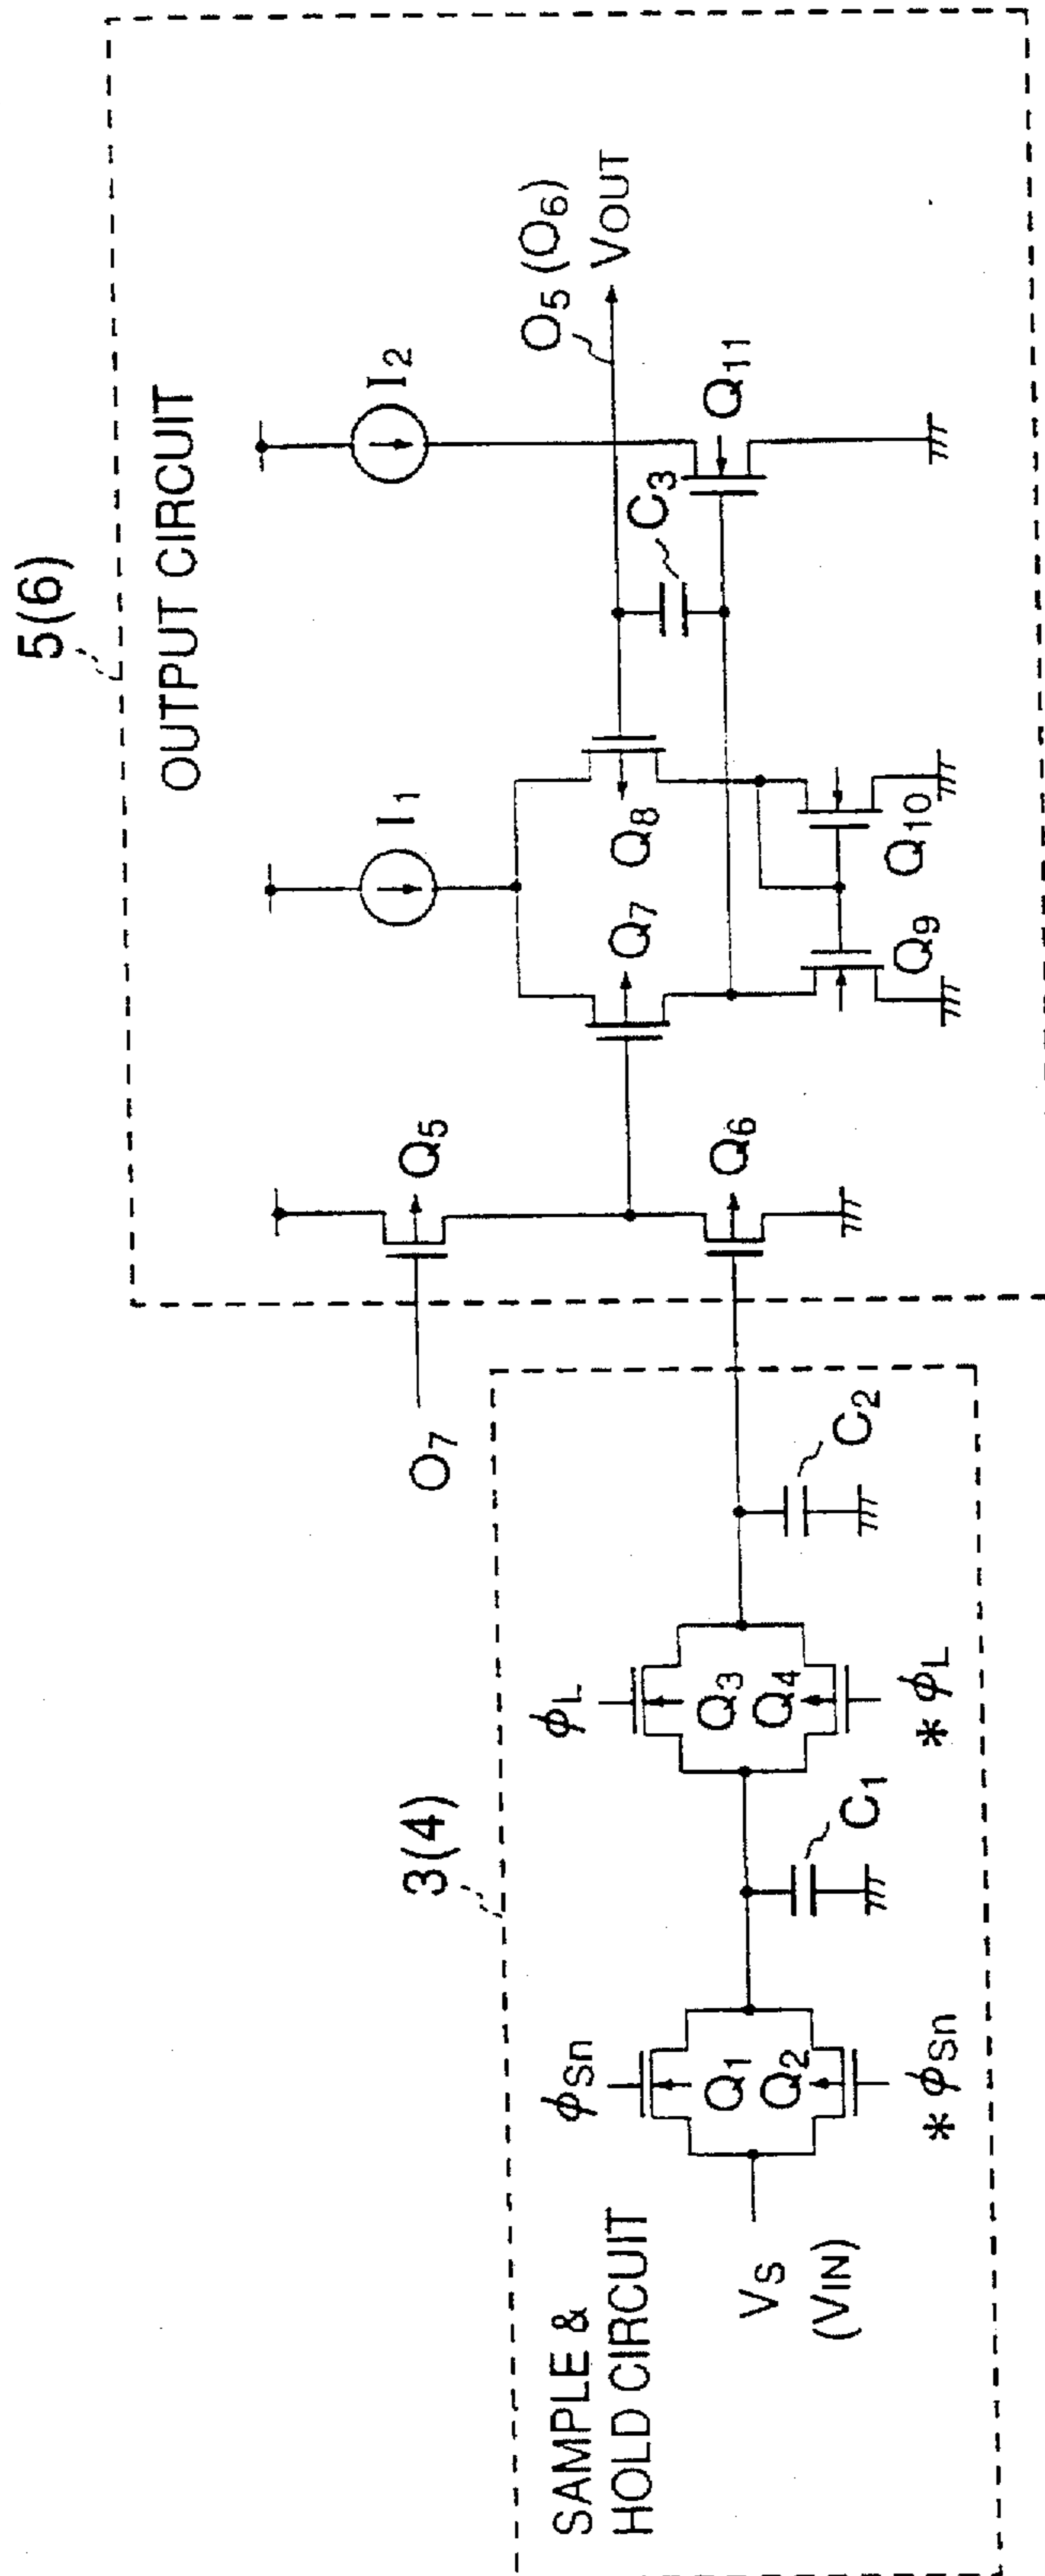 5(6)
OUTPUT CIRCUIT
I1
I2
O5 (O6)
VOUT
C3
Q11
Q7
Q8
Q9
Q10
O7
Q5
Q6
3(4)
SAMPLE &
HOLD CIRCUIT
VS
(VIN)
ϕSn
Q1
Q2
* ϕSn
C1
ϕL
Q3
Q4
* ϕL
C2